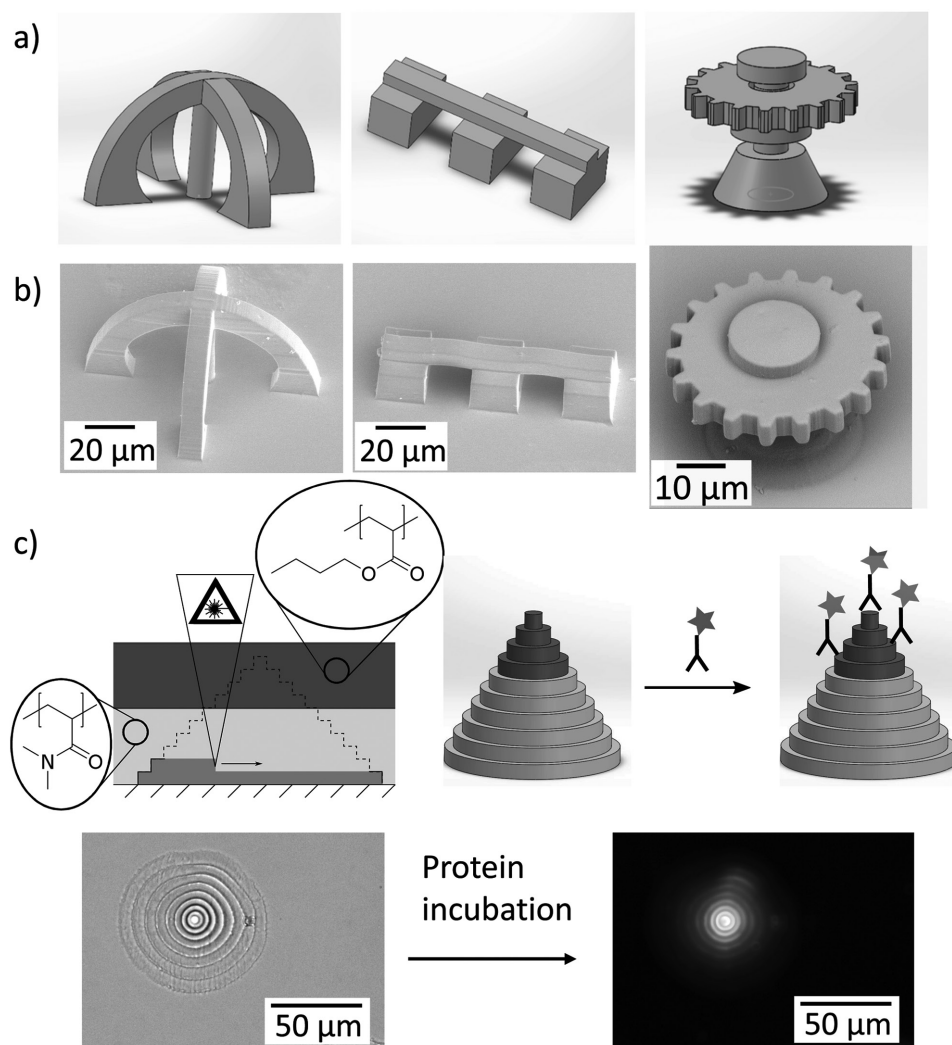 a)
b)
20 μm
20 μm
10 μm
c)
O
O
N
O
Protein
incubation
50 μm
50 μm